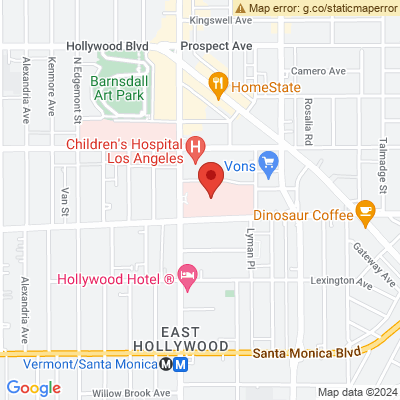 Map error: g.co/staticmaperror
Kingswell Ave
Hollywood Blvd
Prospect Ave
Alexandria Ave
Kenmore Ave
N Edgemont St
Barnsdall
Art Park
Camero Ave
HomeState
Rosalia Rd
Talmadge St
Children's Hospital
Los Angeles
H
Vons
Van St
Dinosaur Coffee
Lyman Pl
Gateway Ave
Hollywood Hotel ®
Lexington Ave
Alexandria Ave
EAST
HOLLYWOOD
Santa Monica Blvd
Vermont/Santa Monica
M M
Google
Willow Brook Ave
Map data ©2024